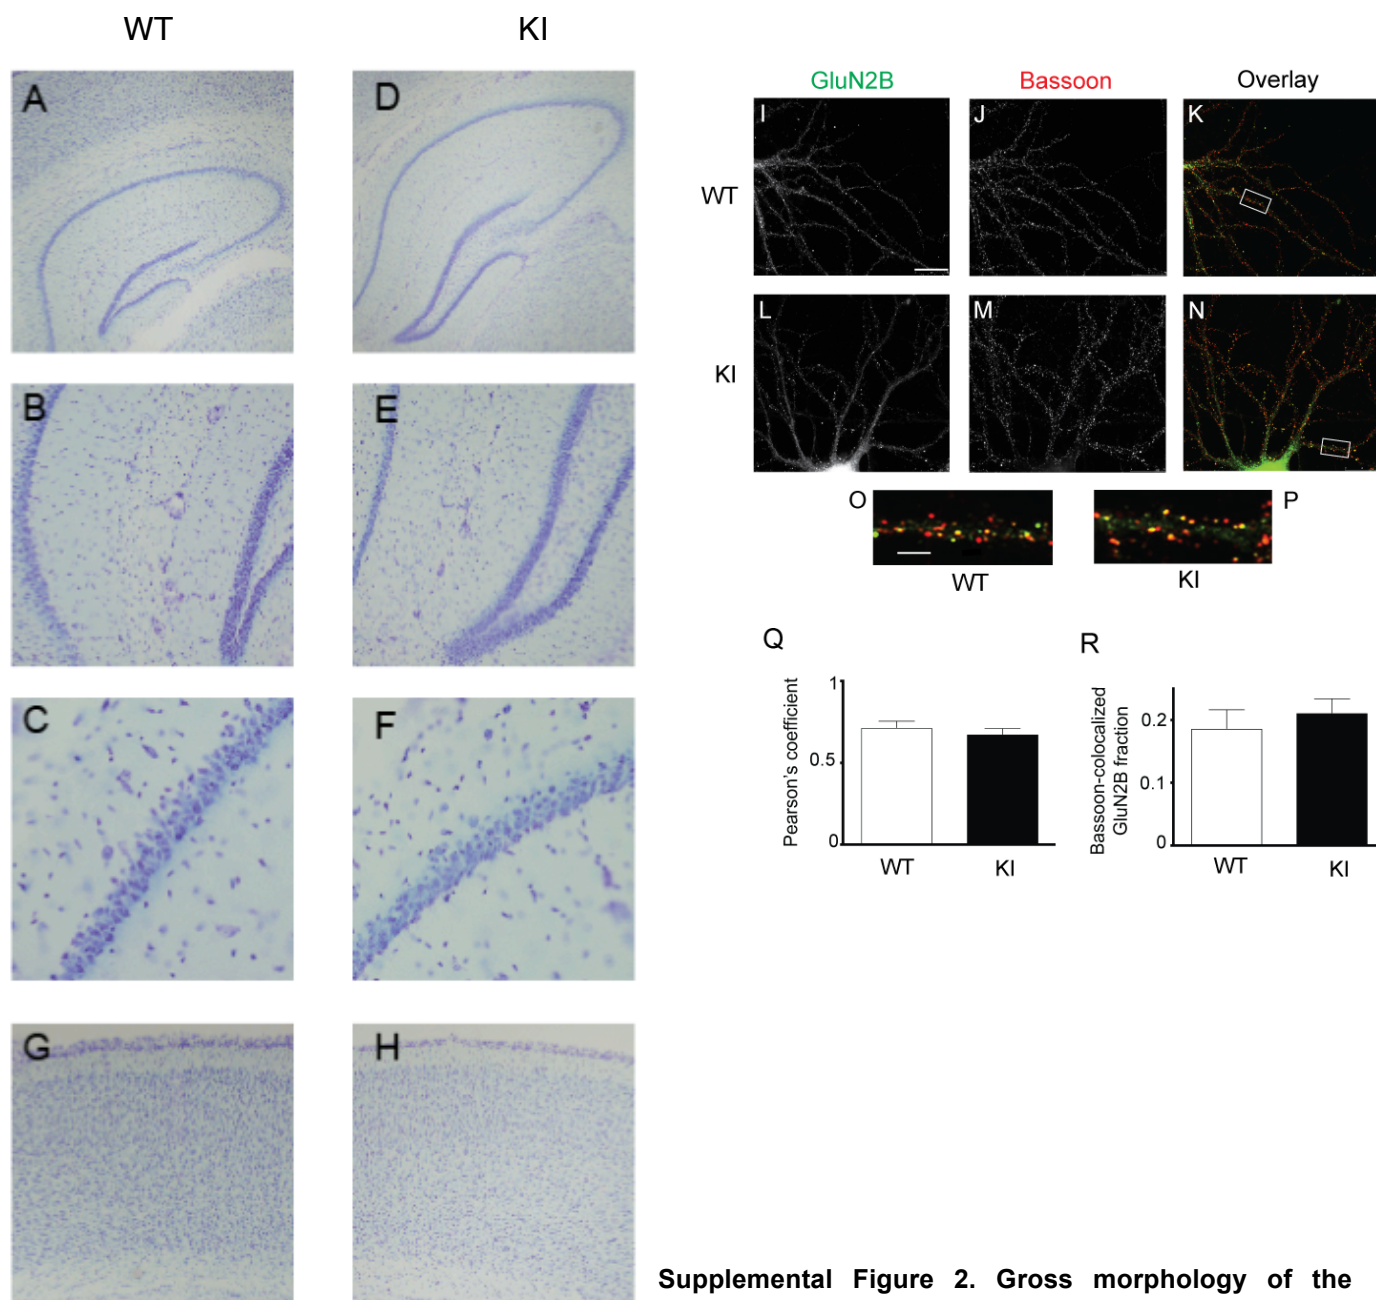 WT KI
A
D
B
E
C
F
G
H
GluN2B Bassoon Overlay
WT
I
J
K
KI
L
M
N
O
P
WT
KI
Q
Pearson's coefficient
1
0.5
0
WT KI
R
Bassoon-colocalized
GluN2B fraction
0.2
0.1
0
WT KI
Supplemental Figure 2. Gross morphology of the